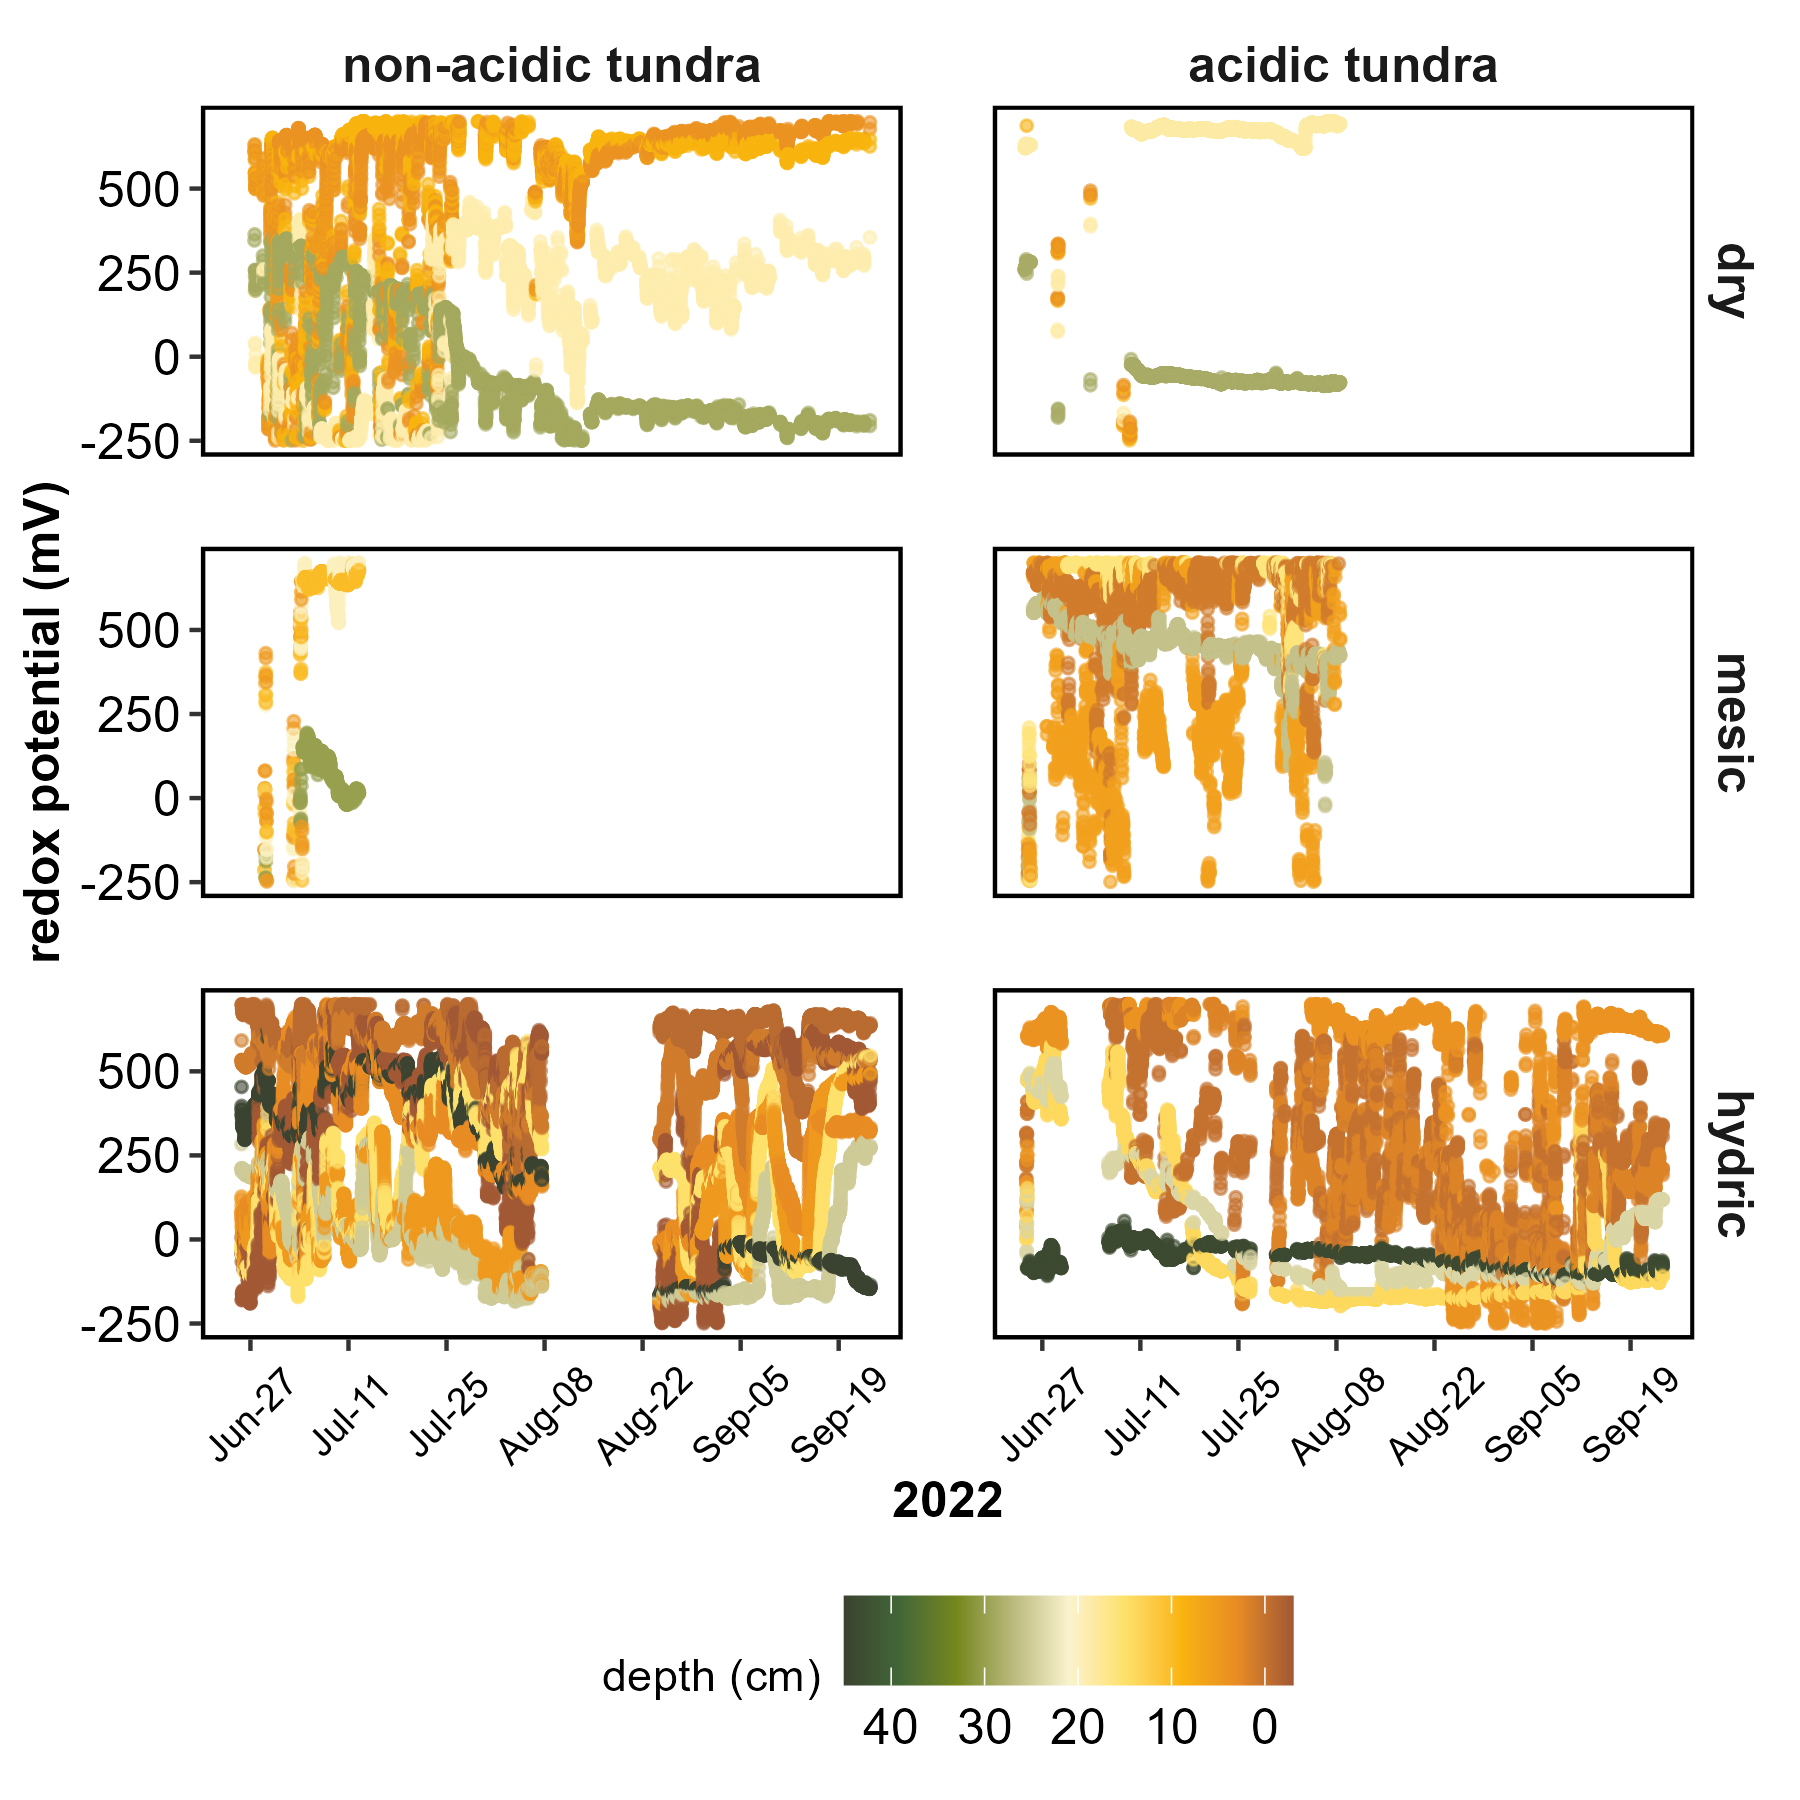 non-acidic tundra
acidic tundra
500
250
0
-250
dry
redox potential (mV)
500
250
0
-250
mesic
500
250
0
-250
hydric
Jun-27
Jul-11
Jul-25
Aug-08
Aug-22
Sep-05
Sep-19
Jun-27
Jul-11
Jul-25
Aug-08
Aug-22
Sep-05
Sep-19
2022
depth (cm)
40
30
20
10
0